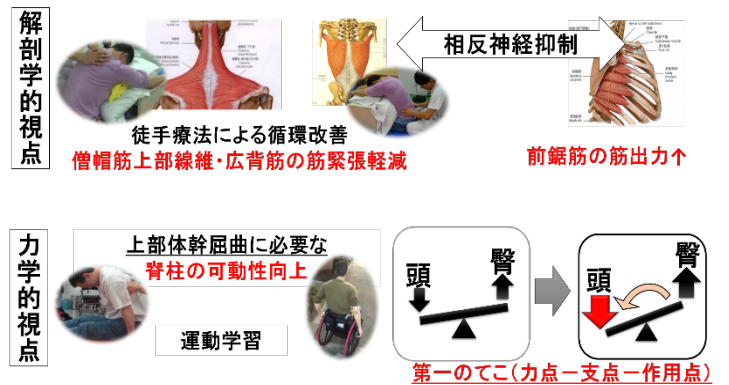 解剖学的視点
相反神経抑制
徒手療法による循環改善
僧帽筋上部線維・広背筋の筋緊張軽減
前鋸筋の筋出力↑
力学的視点
上部体幹屈曲に必要な
脊柱の可動性向上
運動学習
頭
臀
頭
臀
第一のてこ(力点－支点－作用点)